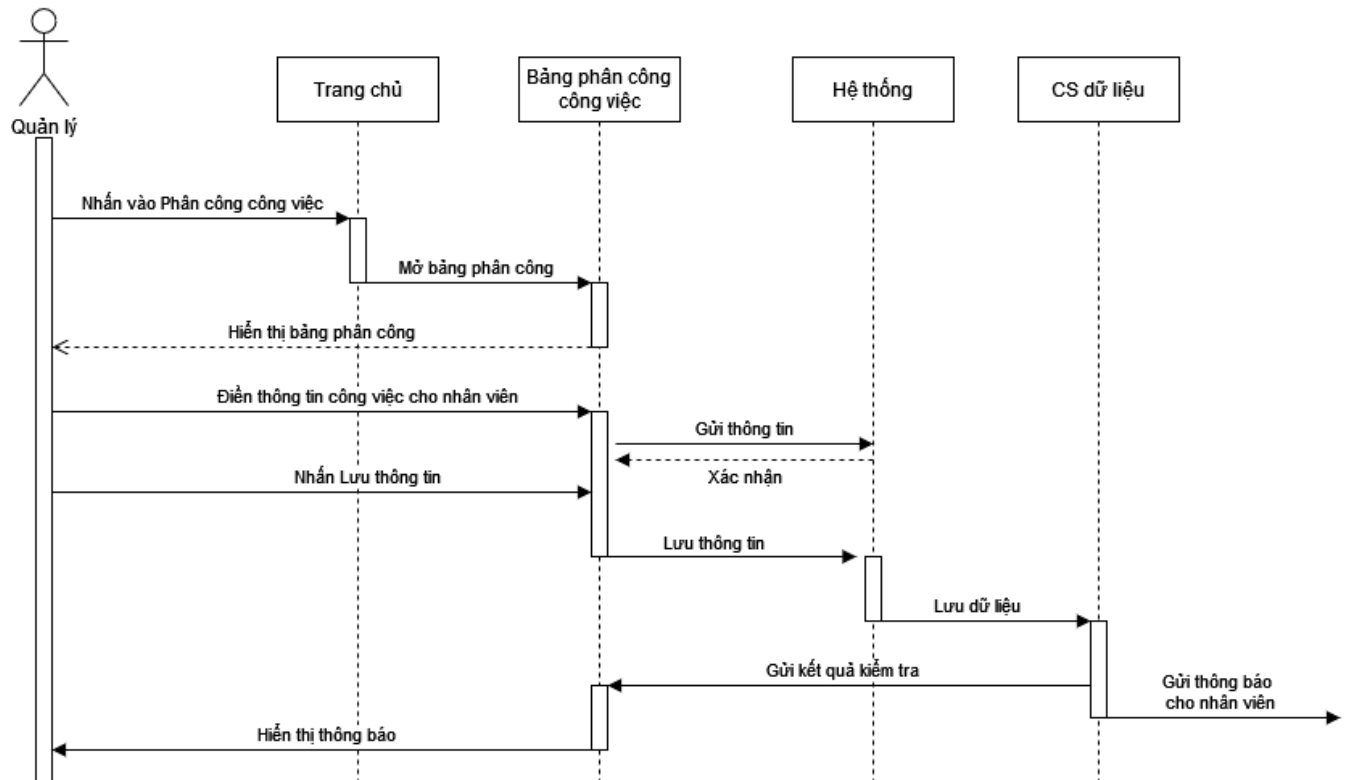 Quản lý
Trang chủ
Bảng phân công
công việc
Hệ thống
CS dữ liệu
Nhấn vào Phân công công việc
Mở bảng phân công
Hiển thị bảng phân công
Điền thông tin công việc cho nhân viên
Gửi thông tin
Xác nhận
Nhấn Lưu thông tin
Lưu thông tin
Lưu dữ liệu
Gửi kết quả kiểm tra
Gửi thông báo
cho nhân viên
Hiển thị thông báo